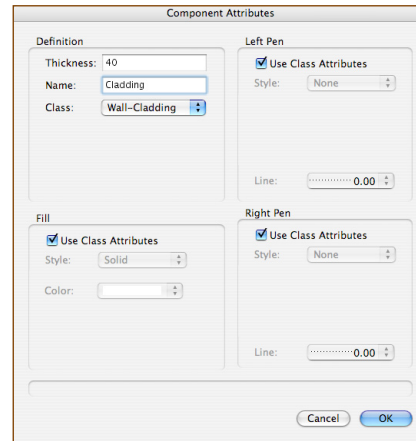 Component Attributes
Definition
Thickness: 40
Name: Cladding
Class: Wall-Cladding
Left Pen
Use Class Attributes
Style: None
Line: 0.00
Fill
Use Class Attributes
Style: Solid
Color:
Right Pen
Use Class Attributes
Style: None
Line: 0.00
Cancel
OK